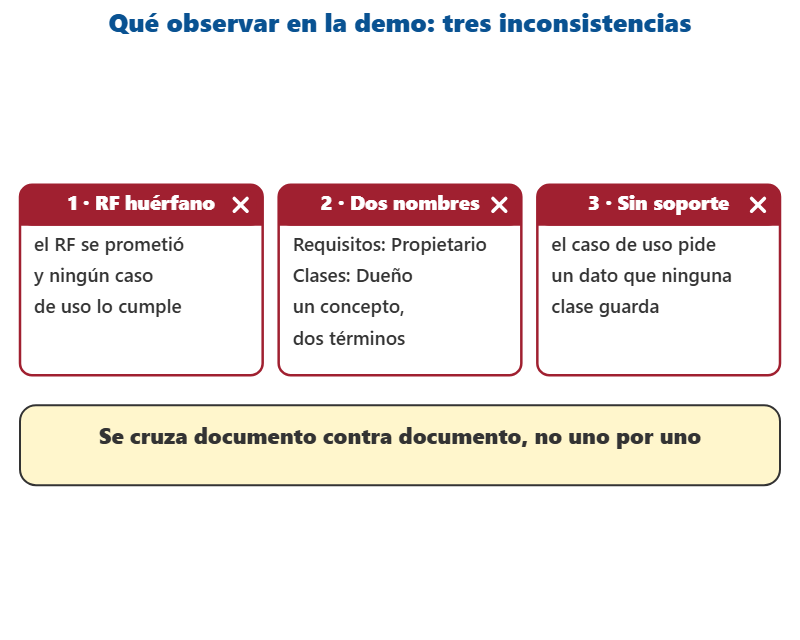 Qué observar en la demo: tres inconsistencias
1 · RF huérfano ×
el RF se prometió
y ningún caso
de uso lo cumple
2 · Dos nombres ×
Requisitos: Propietario
Clases: Dueño
un concepto,
dos términos
3 · Sin soporte ×
el caso de uso pide
un dato que ninguna
clase guarda
Se cruza documento contra documento, no uno por uno